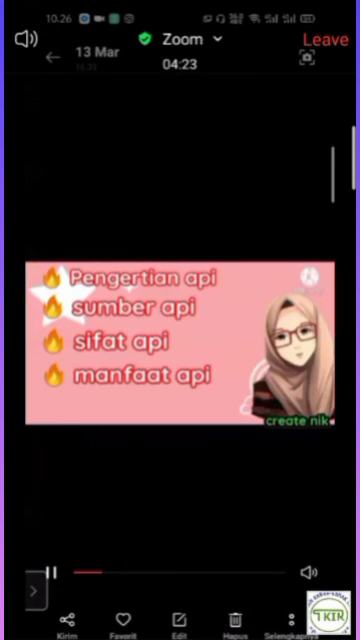 10.26
Zoom
Leave
13 Mar
04:23
Pengertian api
sumber api
sifat api
manfaat api
create nik
Kirim
Favorit
Edit
Hapus
Selengkapnya
TKIR